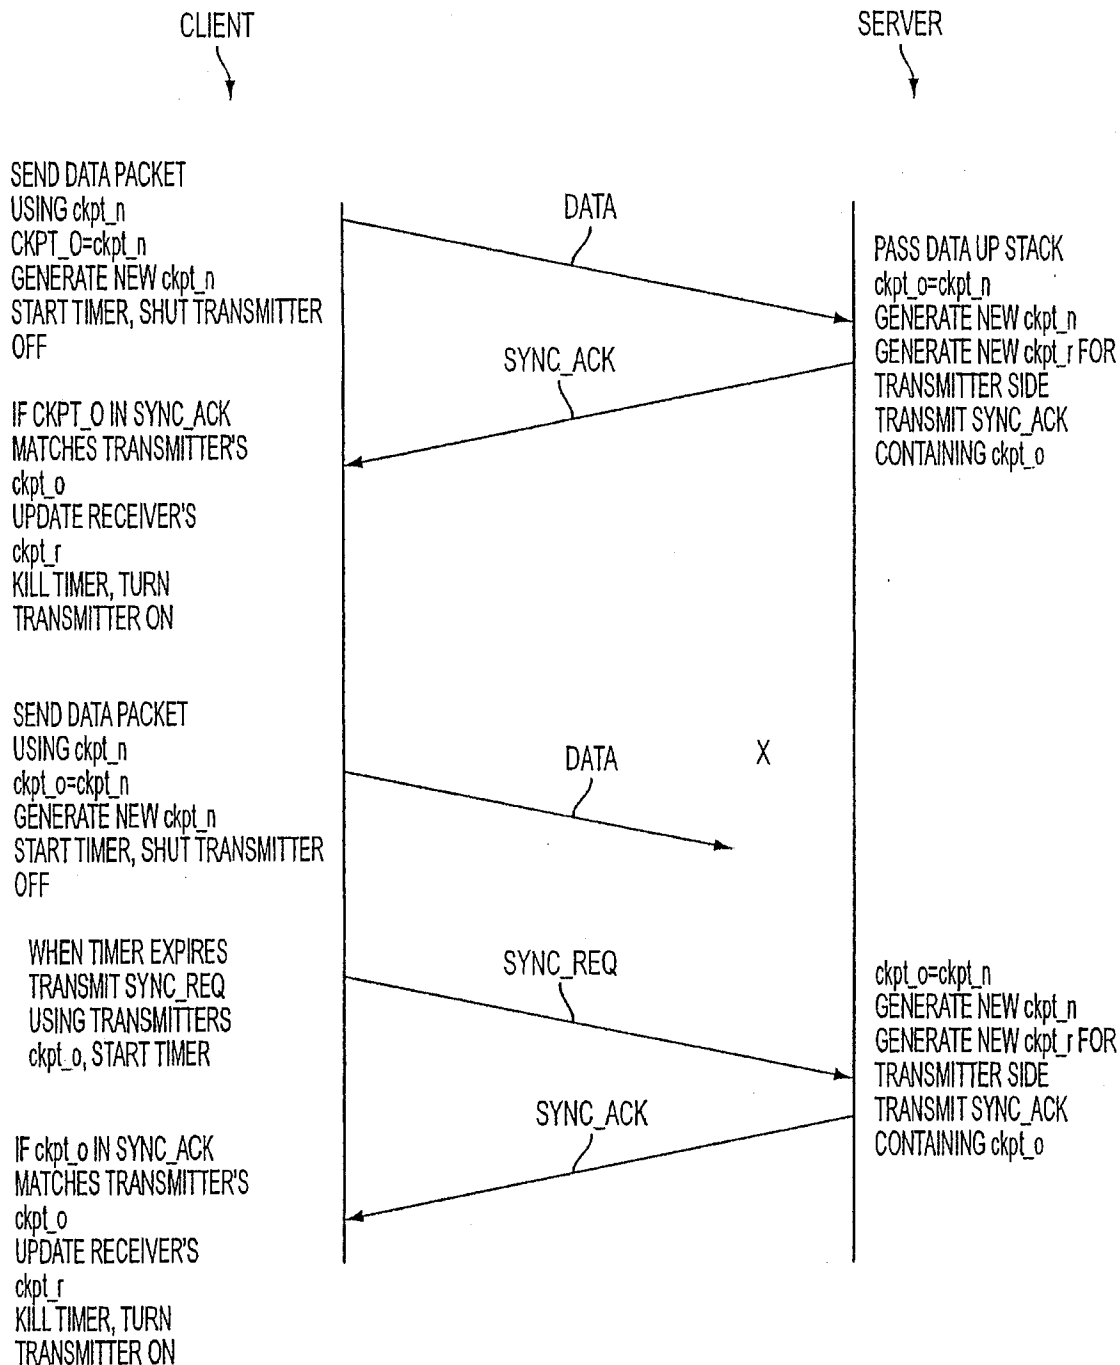 CLIENT
SERVER
SEND DATA PACKET
USING ckpt_n
CKPT_O=ckpt_n
GENERATE NEW ckpt_n
START TIMER, SHUT TRANSMITTER
OFF
DATA
PASS DATA UP STACK
ckpt_o=ckpt_n
GENERATE NEW ckpt_n
GENERATE NEW ckpt_r FOR
TRANSMITTER SIDE
TRANSMIT SYNC_ACK
CONTAINING ckpt_o
SYNC_ACK
IF CKPT_O IN SYNC_ACK
MATCHES TRANSMITTER'S
ckpt_o
UPDATE RECEIVER'S
ckpt_r
KILL TIMER, TURN
TRANSMITTER ON
SEND DATA PACKET
USING ckpt_n
ckpt_o=ckpt_n
GENERATE NEW ckpt_n
START TIMER, SHUT TRANSMITTER
OFF
DATA
X
WHEN TIMER EXPIRES
TRANSMIT SYNC_REQ
USING TRANSMITTERS
ckpt_o, START TIMER
SYNC_REQ
ckpt_o=ckpt_n
GENERATE NEW ckpt_n
GENERATE NEW ckpt_r FOR
TRANSMITTER SIDE
TRANSMIT SYNC_ACK
CONTAINING ckpt_o
SYNC_ACK
IF ckpt_o IN SYNC_ACK
MATCHES TRANSMITTER'S
ckpt_o
UPDATE RECEIVER'S
ckpt_r
KILL TIMER, TURN
TRANSMITTER ON